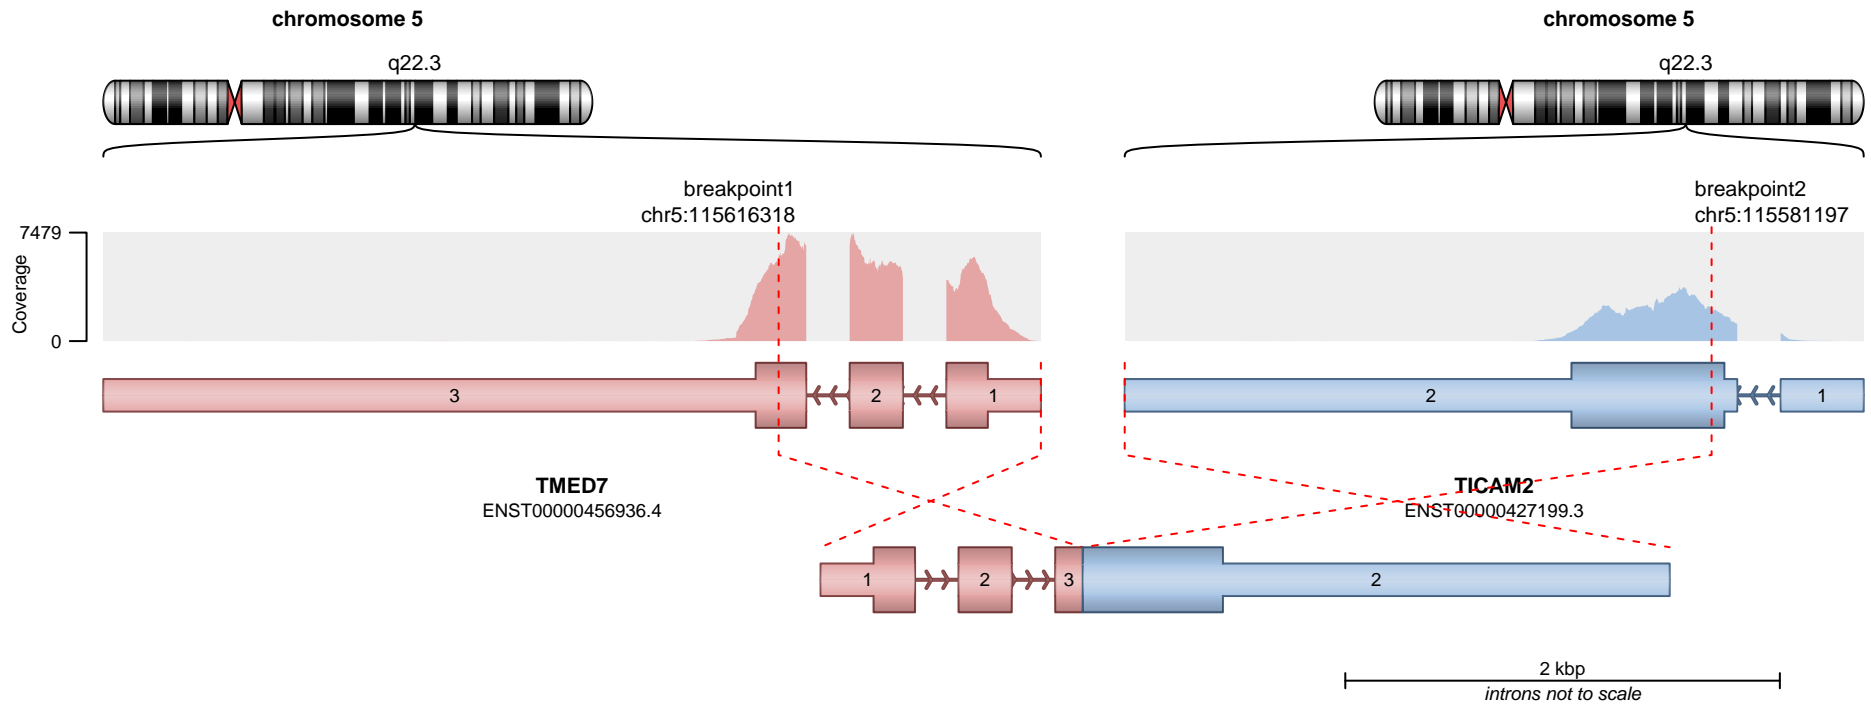 chromosome 5
chromosome 5
q22.3
q22.3
breakpoint1
chr5:115616318
breakpoint2
chr5:115581197
7479
Coverage
0
3
2
1
2
1
TMED7
ENST00000456936.4
TICAM2
ENST00000427199.3
1
2
3
2
2 kbp
introns not to scale